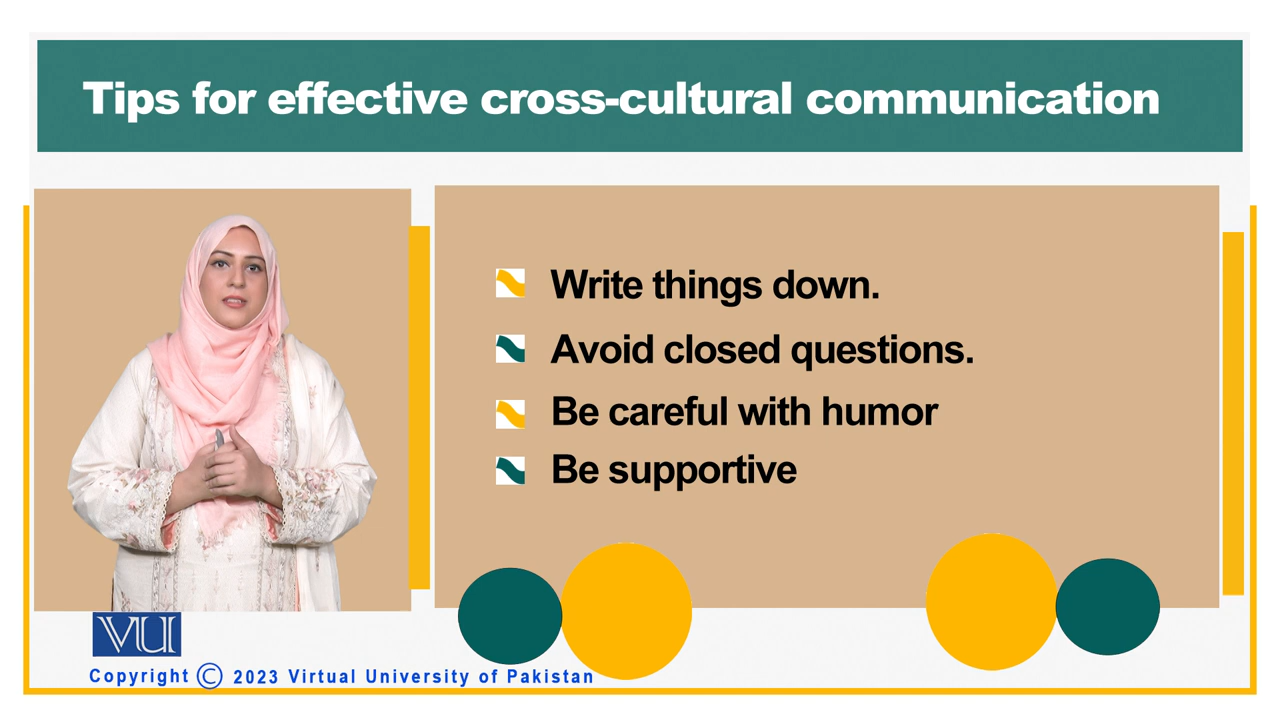 Tips for effective cross-cultural communication
Write things down.
Avoid closed questions.
Be careful with humor
Be supportive
VU
Copyright © 2023 Virtual University of Pakistan